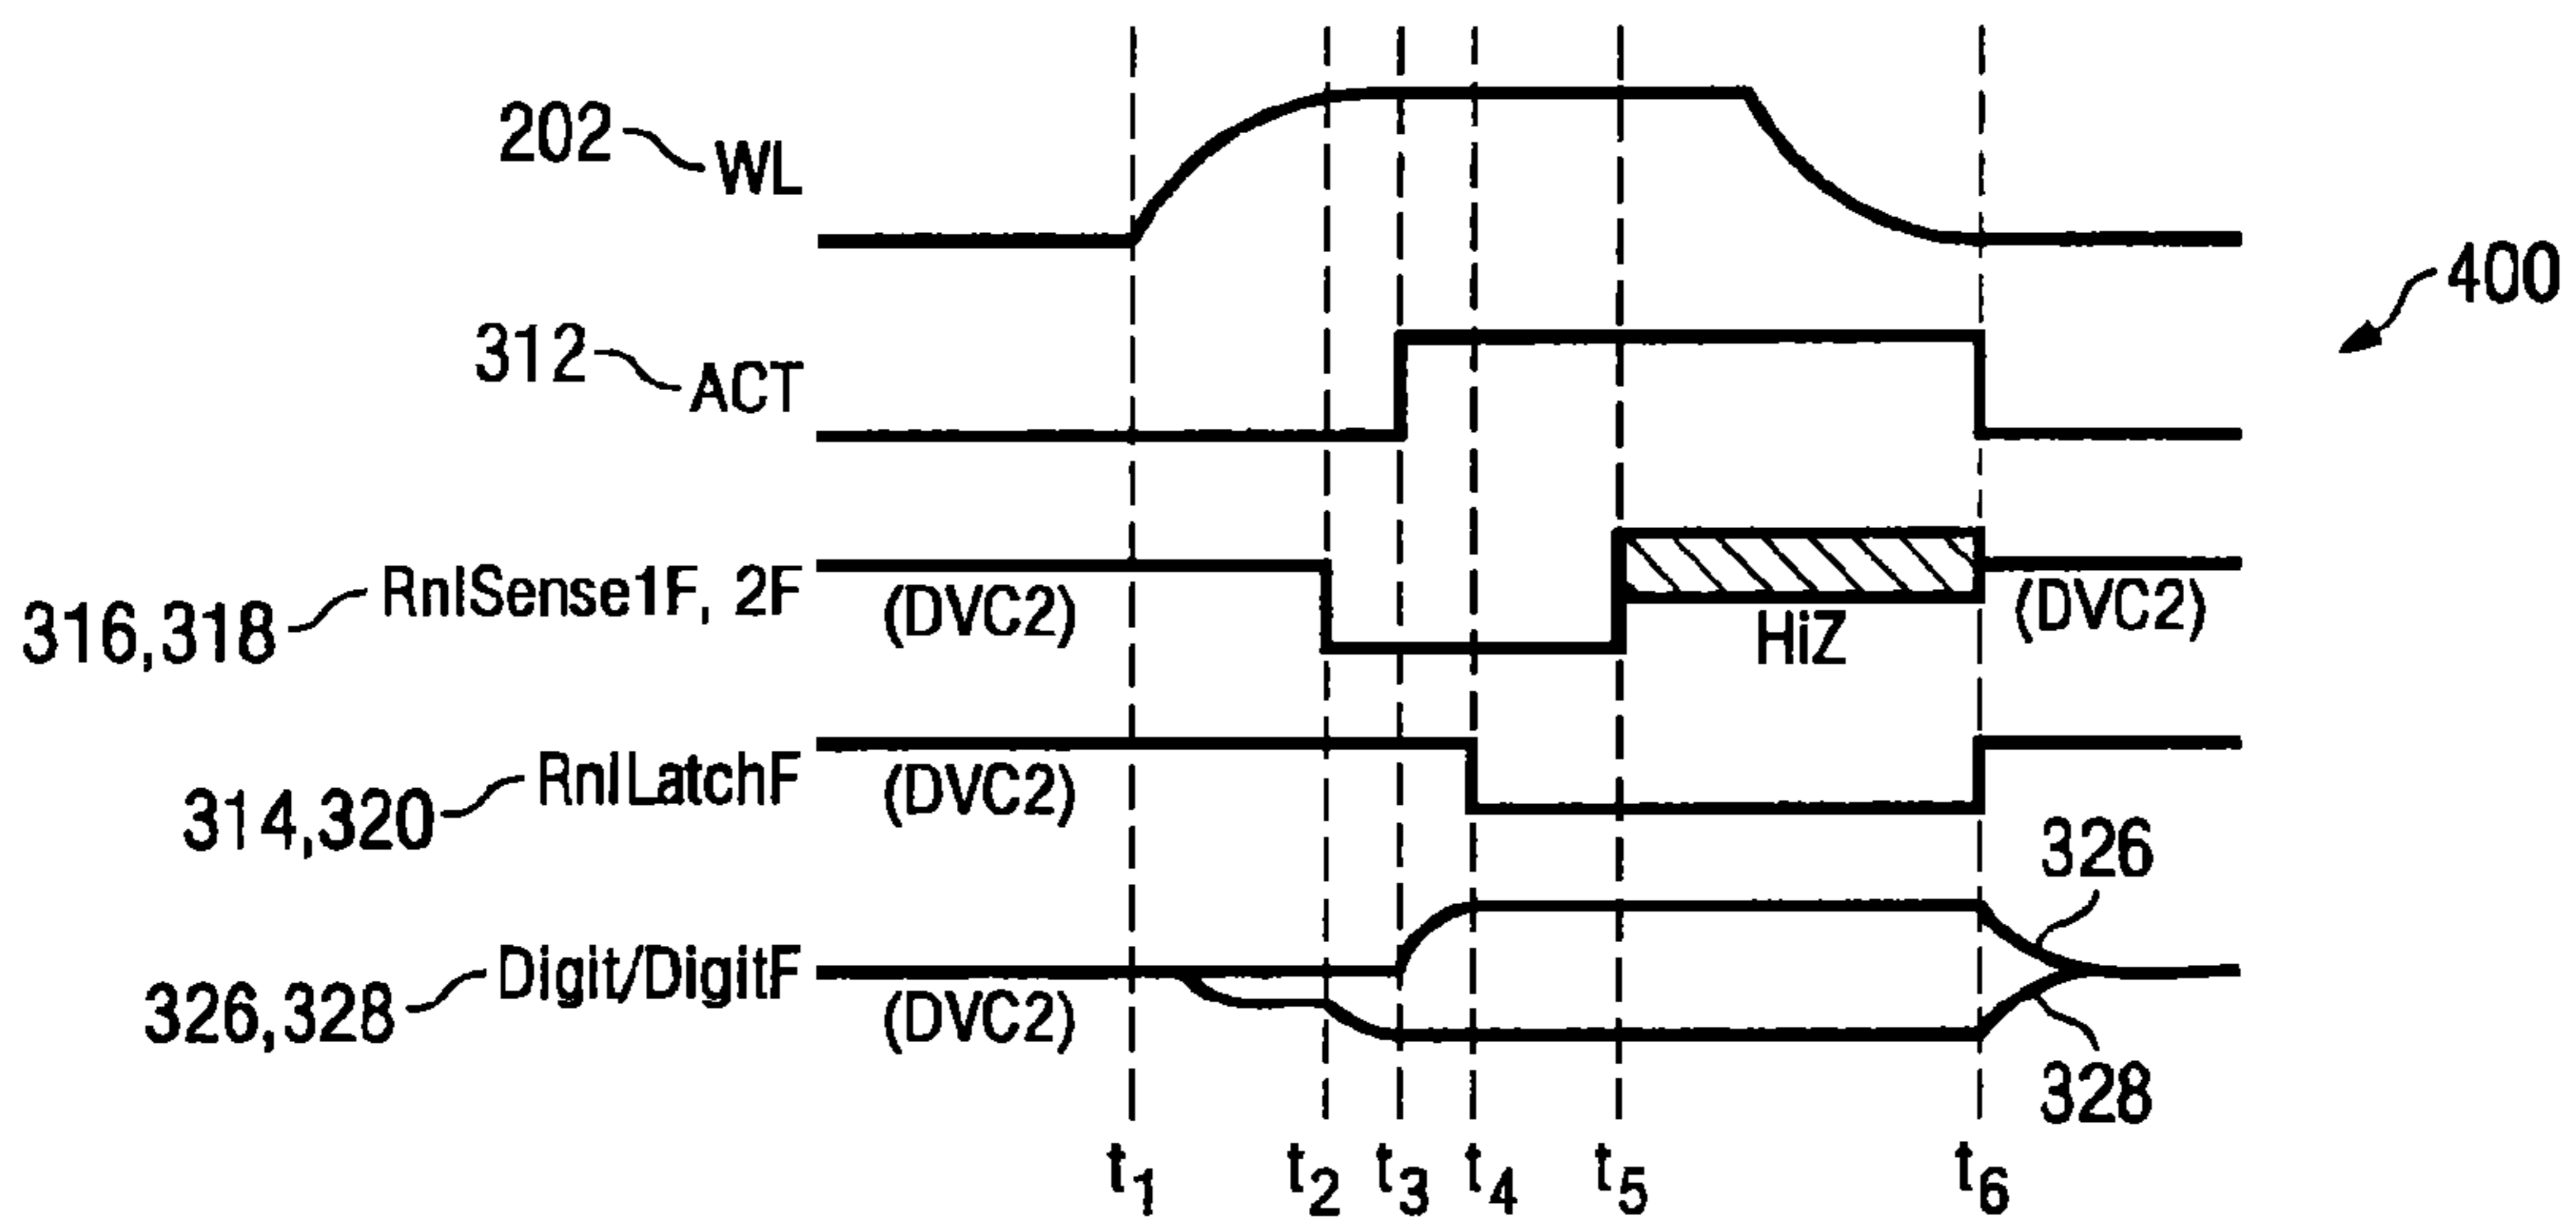 202
WL
400
312
ACT
RnlSense1F, 2F
316,318
(DVC2)
HiZ
(DVC2)
RnlLatchF
314,320
(DVC2)
326
Digit/DigitF
326,328
(DVC2)
328
t1 t2 t3 t4 t5 t6